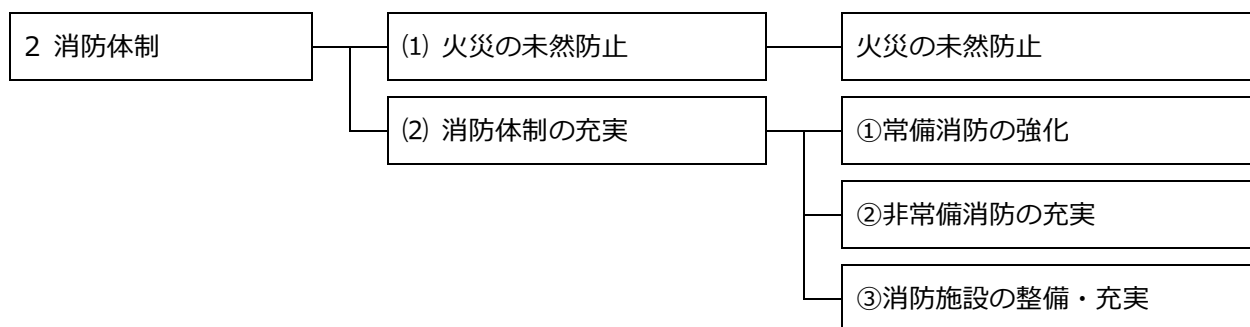 2 消防体制
⑴ 火災の未然防止
火災の未然防止
⑵ 消防体制の充実
①常備消防の強化
②非常備消防の充実
③消防施設の整備・充実